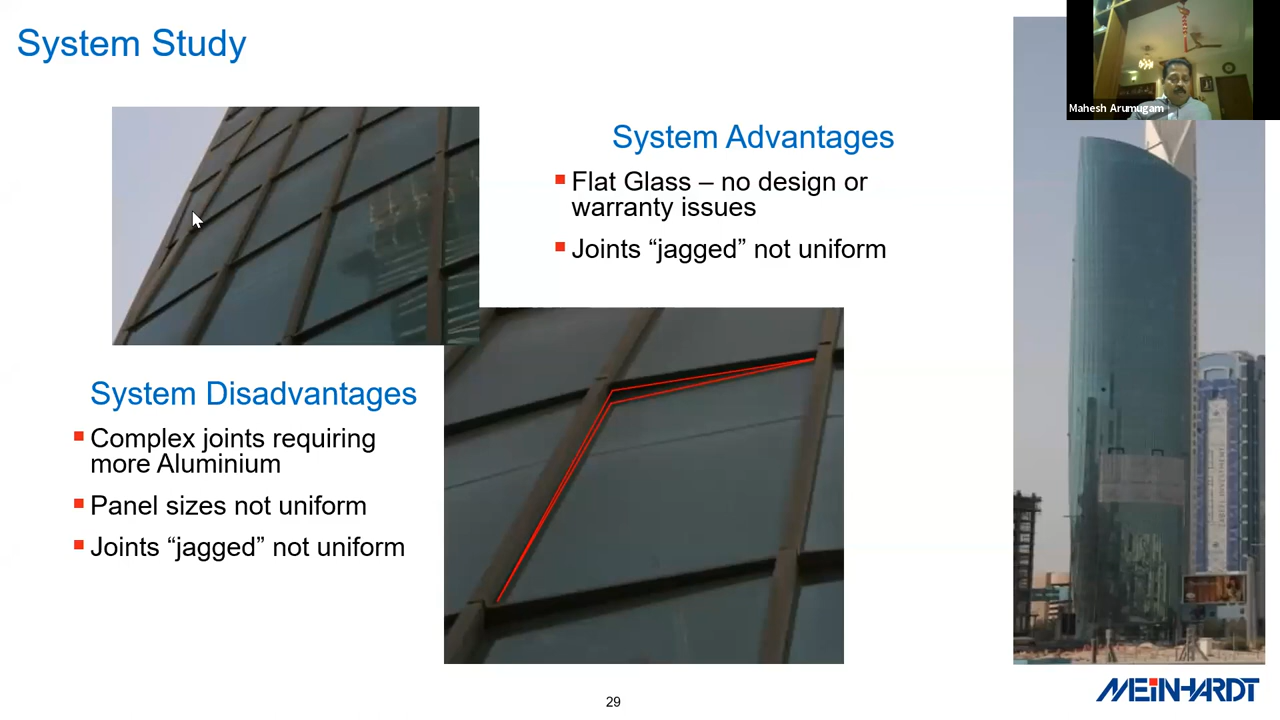 System Study
Mahesh Arumugam
System Advantages
▪ Flat Glass – no design or
warranty issues
▪ Joints “jagged” not uniform
System Disadvantages
▪ Complex joints requiring
more Aluminium
▪ Panel sizes not uniform
▪ Joints “jagged” not uniform
29
MEINHARDT